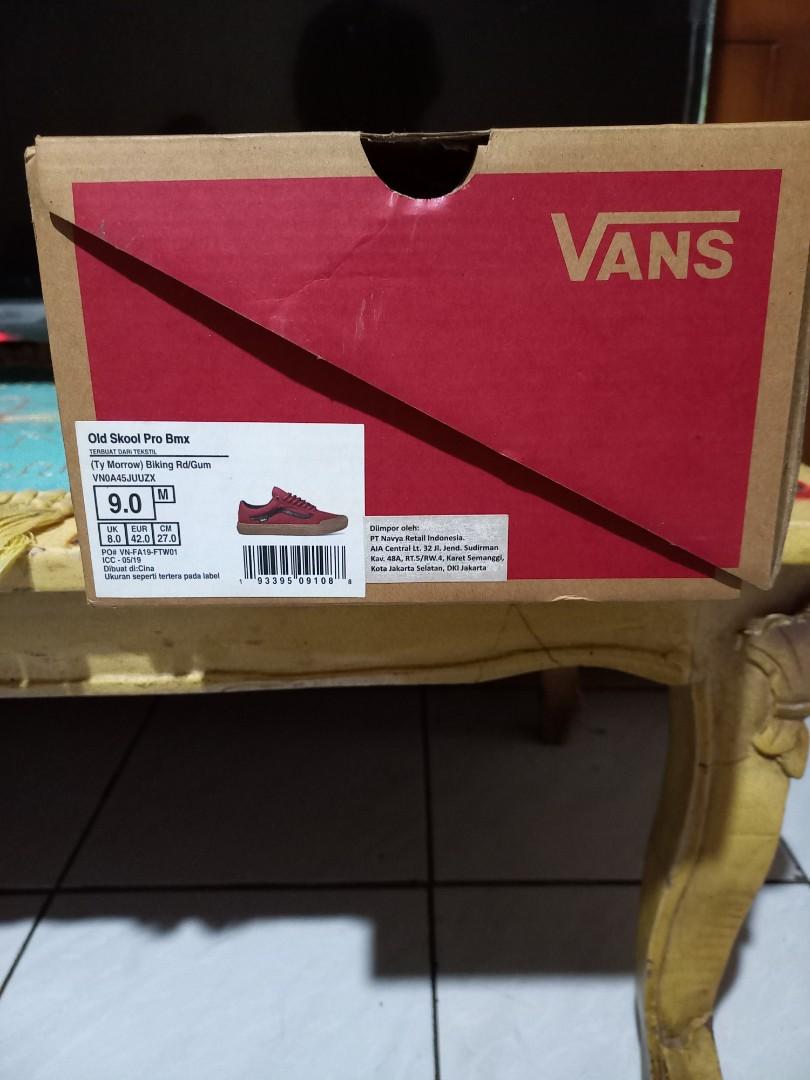 VANS
Old Skool Pro Bmx
TERBUAT DARI TEKSTIL
(Ty Morrow) Biking Rd/Gum
VN0A45JUUZX
9.0 M
UK EUR CM
8.0 42.0 27.0
PO# VN-FA19-FTW01
ICC - 05/19
Dibuat di:Cina
Ukuran seperti tertera pada label
1 93395 09108 8
Diimpor oleh:
PT Navya Retail Indonesia.
AIA Central Lt. 32 Jl. Jend. Sudirman
Kav. 48A, RT.5/RW.4, Karet Semanggi,
Kota Jakarta Selatan, DKI Jakarta